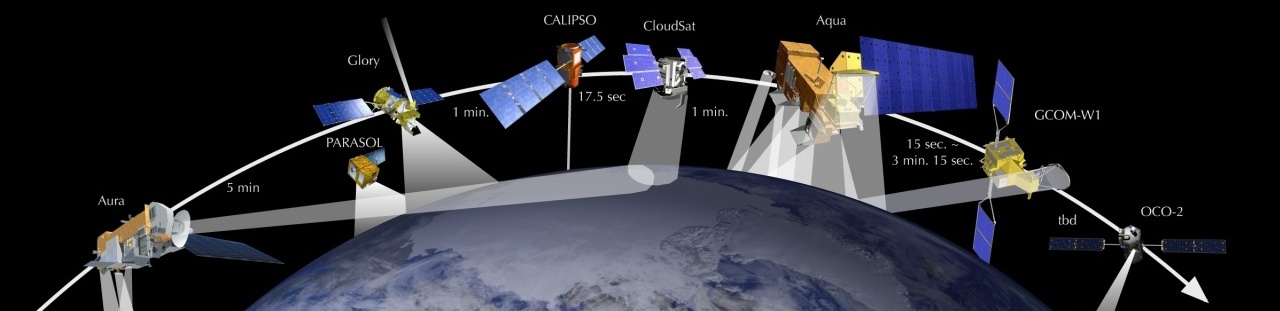 CALIPSO
CloudSat
Aqua
Glory
1 min.
17.5 sec
1 min.
GCOM-W1
PARASOL
15 sec. ~
3 min. 15 sec.
5 min
Aura
tbd
OCO-2